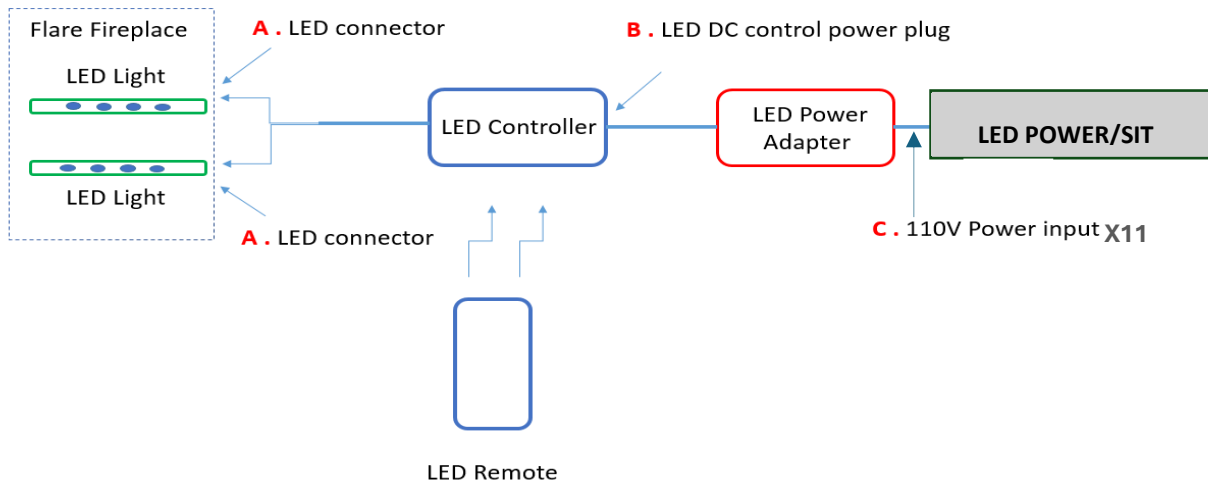 Flare Fireplace
LED Light
LED Light
A . LED connector
A . LED connector
LED Controller
B . LED DC control power plug
LED Power
Adapter
LED POWER/SIT
C . 110V Power input X11
LED Remote